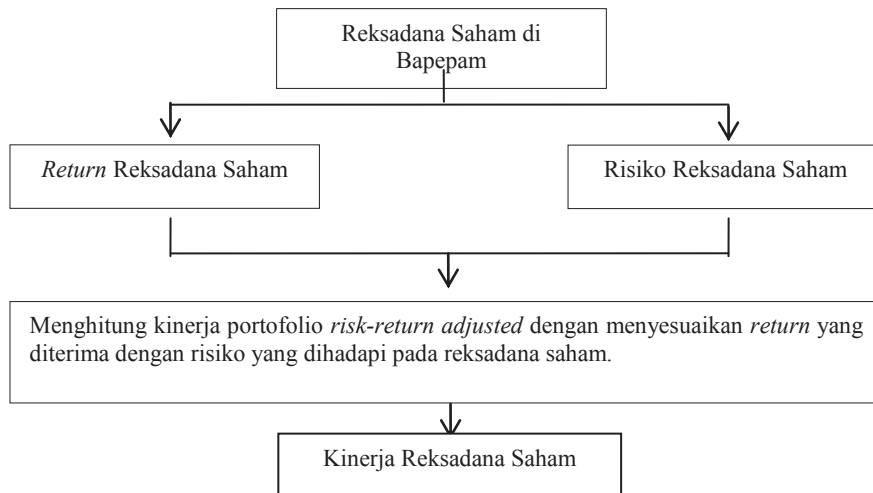 Reksadana Saham di
Bapepam
Return Reksadana Saham
Risiko Reksadana Saham
Menghitung kinerja portofolio risk-return adjusted dengan menyesuaikan return yang
diterima dengan risiko yang dihadapi pada reksadana saham.
Kinerja Reksadana Saham